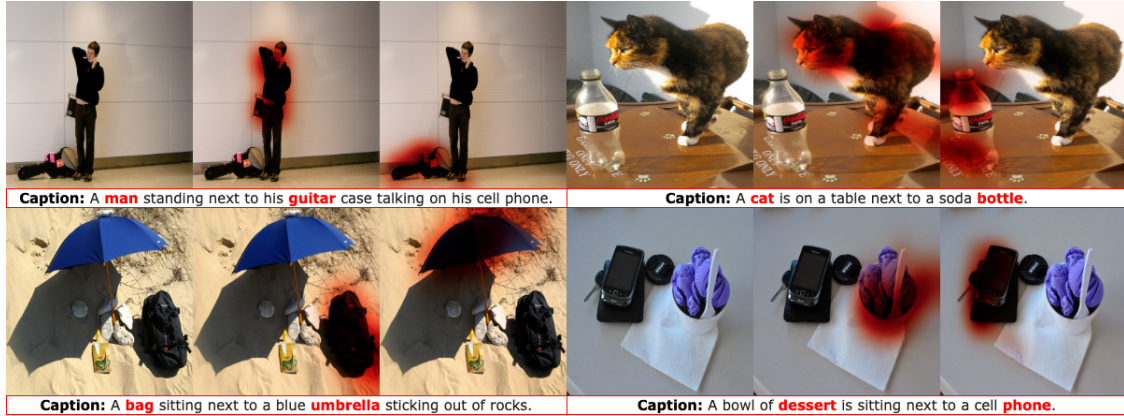 Caption: A man standing next to his guitar case talking on his cell phone.
Caption: A cat is on a table next to a soda bottle.
Caption: A bag sitting next to a blue umbrella sticking out of rocks.
Caption: A bowl of dessert is sitting next to a cell phone.